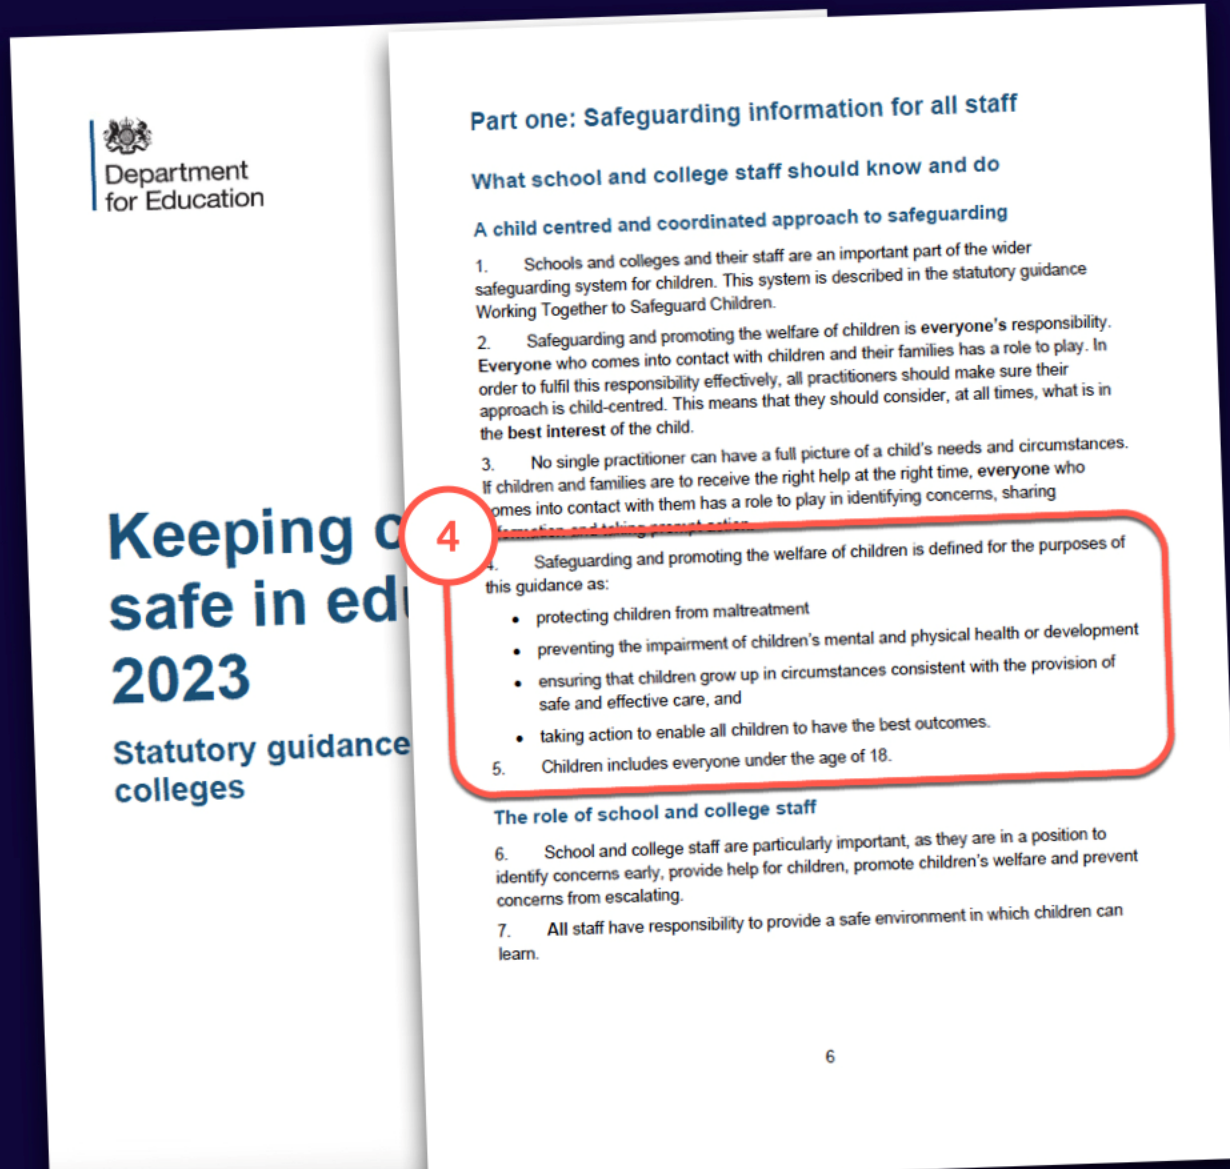 Department
for Education
Keeping c
safe in edu
2023
Statutory guidance
colleges
Part one: Safeguarding information for all staff
What school and college staff should know and do
A child centred and coordinated approach to safeguarding
1. Schools and colleges and their staff are an important part of the wider
safeguarding system for children. This system is described in the statutory guidance
Working Together to Safeguard Children.
2. Safeguarding and promoting the welfare of children is everyone's responsibility.
Everyone who comes into contact with children and their families has a role to play. In
order to fulfil this responsibility effectively, all practitioners should make sure their
approach is child-centred. This means that they should consider, at all times, what is in
the best interest of the child.
3. No single practitioner can have a full picture of a child's needs and circumstances.
If children and families are to receive the right help at the right time, everyone who
omes into contact with them has a role to play in identifying concerns, sharing
formation and taking prompt action.
4
4. Safeguarding and promoting the welfare of children is defined for the purposes of
this guidance as:
• protecting children from maltreatment
• preventing the impairment of children's mental and physical health or development
• ensuring that children grow up in circumstances consistent with the provision of
safe and effective care, and
• taking action to enable all children to have the best outcomes.
5. Children includes everyone under the age of 18.
The role of school and college staff
6. School and college staff are particularly important, as they are in a position to
identify concerns early, provide help for children, promote children's welfare and prevent
concerns from escalating.
7. All staff have responsibility to provide a safe environment in which children can
learn.
6